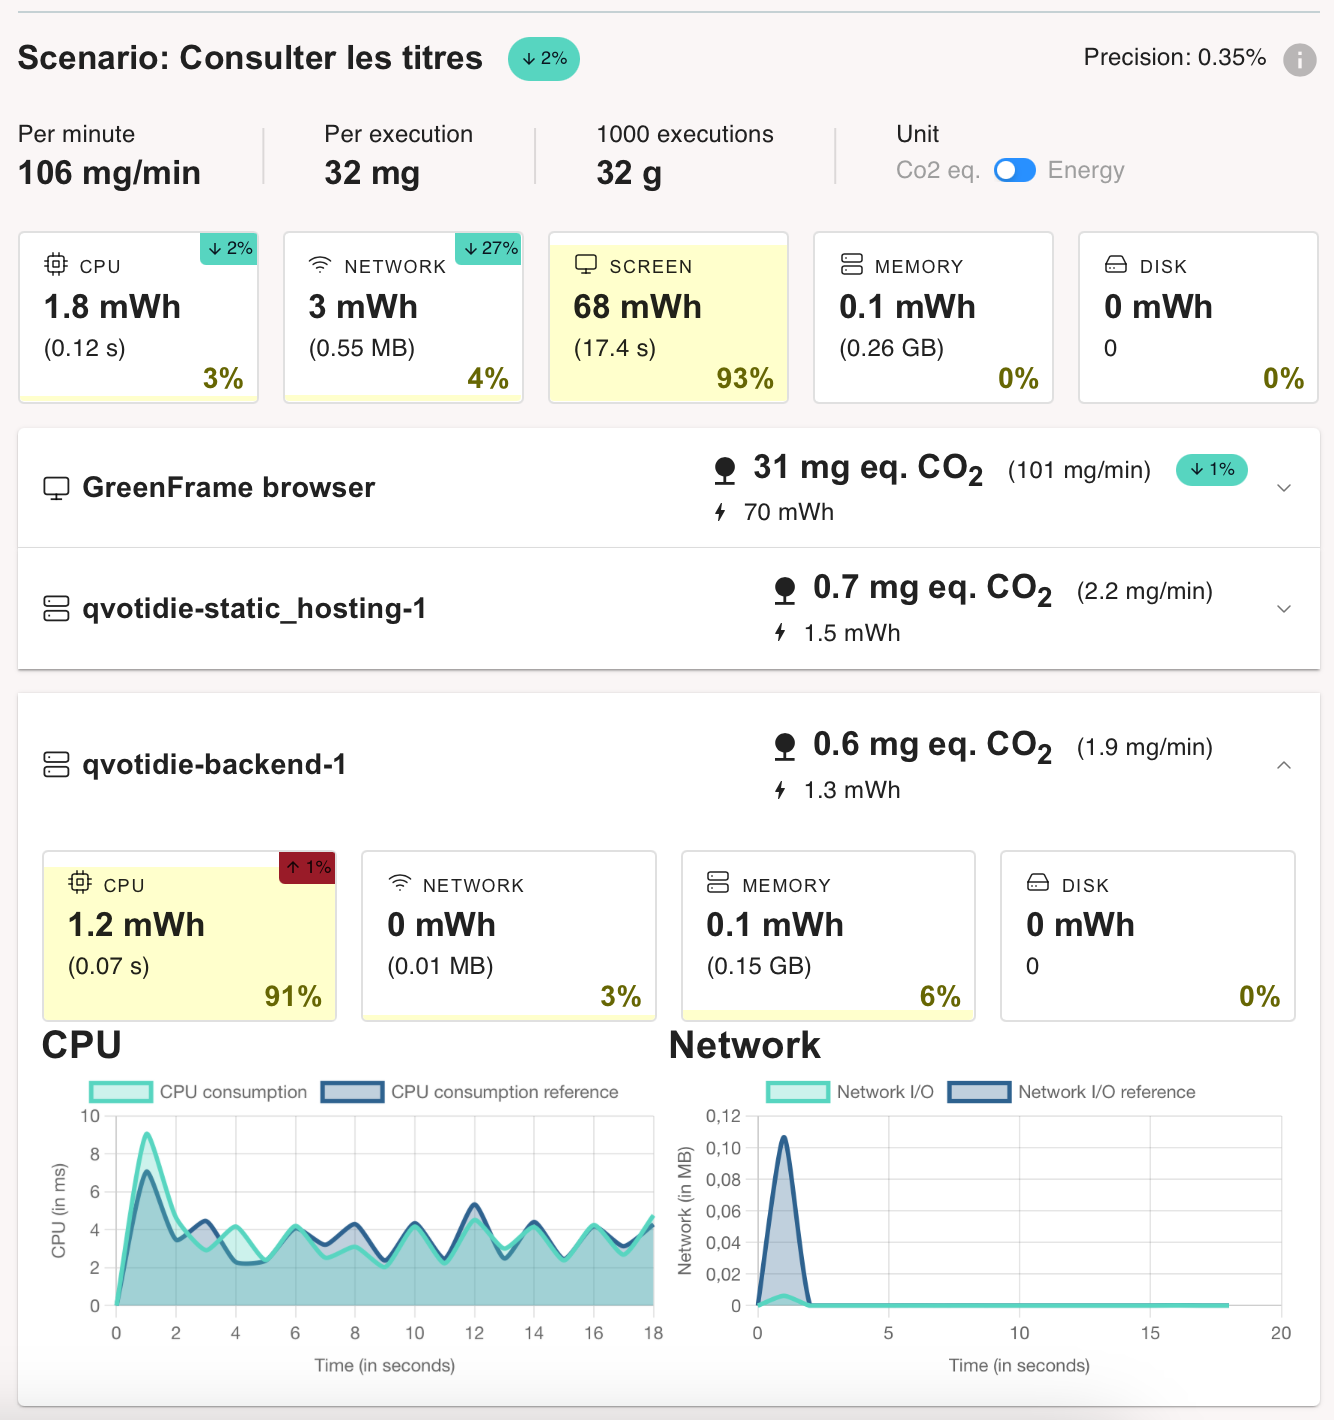 Scenario: Consulter les titres ↓ 2% Precision: 0.35% i
Per minute Per execution 1000 executions Unit
106 mg/min 32 mg 32 g Co2 eq. Energy
CPU ↓ 2%
1.8 mWh
(0.12 s)
3%
NETWORK ↓ 27%
3 mWh
(0.55 MB)
4%
SCREEN
68 mWh
(17.4 s)
93%
MEMORY
0.1 mWh
(0.26 GB)
0%
DISK
0 mWh
0
0%
GreenFrame browser
31 mg eq. CO2 (101 mg/min) ↓ 1%
70 mWh
qvotidie-static_hosting-1
0.7 mg eq. CO2 (2.2 mg/min)
1.5 mWh
qvotidie-backend-1
0.6 mg eq. CO2 (1.9 mg/min)
1.3 mWh
CPU ↑ 1%
1.2 mWh
(0.07 s)
91%
NETWORK
0 mWh
(0.01 MB)
3%
MEMORY
0.1 mWh
(0.15 GB)
6%
DISK
0 mWh
0
0%
CPU
CPU consumption CPU consumption reference
CPU (in ms)
10
8
6
4
2
0
0 2 4 6 8 10 12 14 16 18
Time (in seconds)
Network
Network I/O Network I/O reference
Network (in MB)
0,12
0,10
0,08
0,06
0,04
0,02
0
0 5 10 15 20
Time (in seconds)